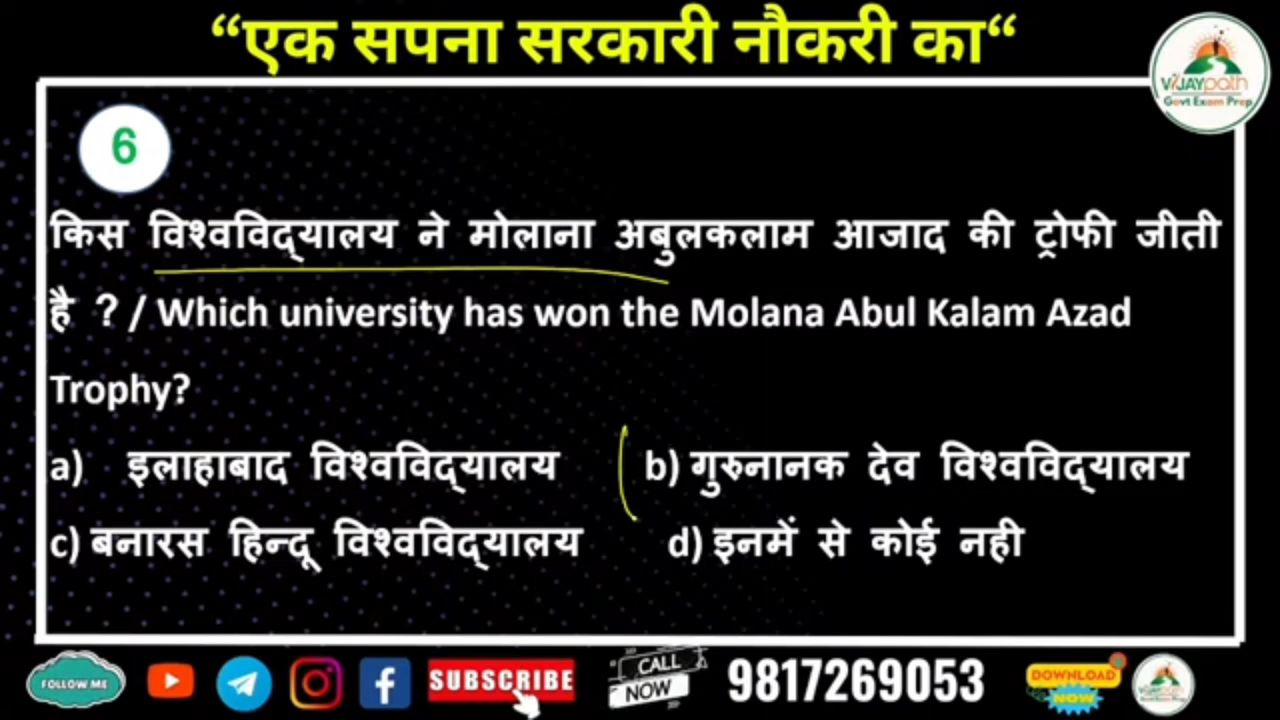 “एक सपना सरकारी नौकरी का“
VIJAYpath
Govt Exam Prep
6
किस विश्वविद्यालय ने मोलाना अबुलकलाम आजाद की ट्रोफी जीती
है ? / Which university has won the Molana Abul Kalam Azad
Trophy?
a) इलाहाबाद विश्वविद्यालय b) गुरुनानक देव विश्वविद्यालय
c) बनारस हिन्दू विश्वविद्यालय d) इनमें से कोई नही
FOLLOW ME
SUBSCRIBE
CALL
NOW
9817269053
DOWNLOAD
NOW